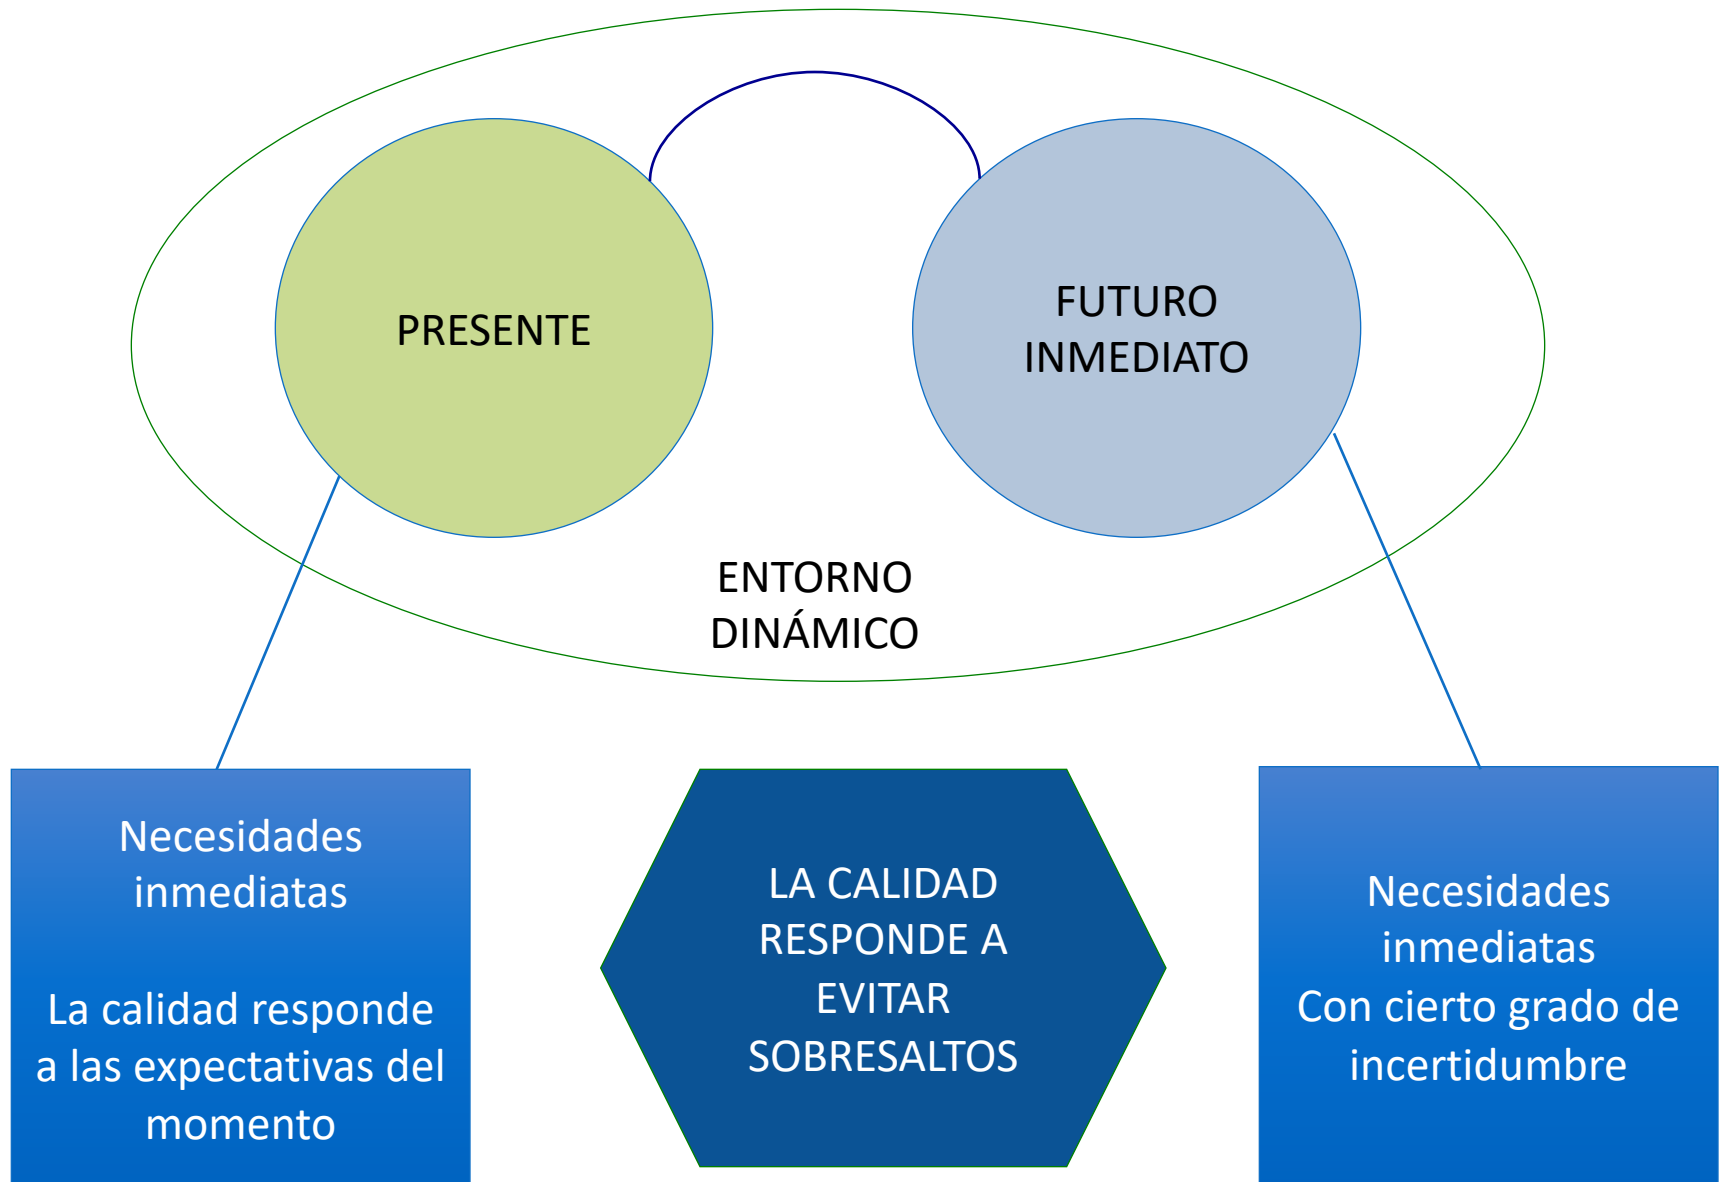 PRESENTE
FUTURO
INMEDIATO
ENTORNO
DINÁMICO
Necesidades
inmediatas
La calidad responde
a las expectativas del
momento
LA CALIDAD
RESPONDE A
EVITAR
SOBRESALTOS
Necesidades
inmediatas
Con cierto grado de
incertidumbre